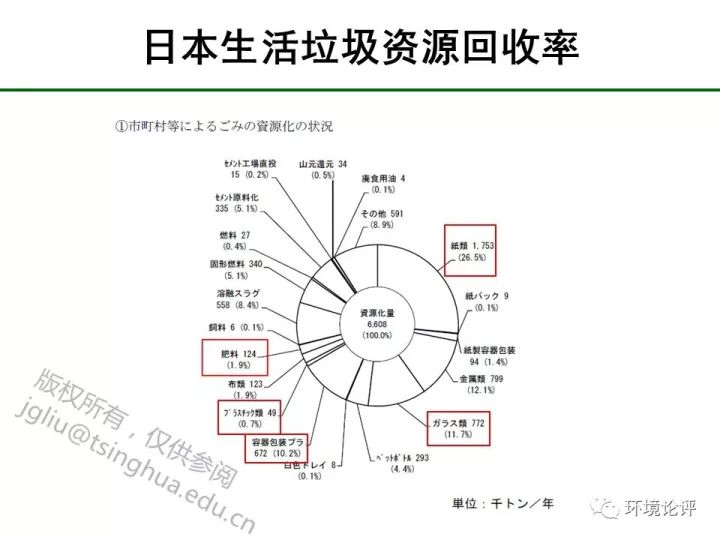 日本生活垃圾资源回收率
①市町村等によるごみの資源化の状況
ｾﾒﾝﾄ工場直投
15 (0.2%)
山元還元 34
(0.5%)
廃食用油 4
(0.1%)
ｾﾒﾝﾄ原料化
335 (5.1%)
その他 591
(8.9%)
燃料 27
(0.4%)
紙類 1,753
(26.5%)
固形燃料 340
(5.1%)
溶融スラグ
558 (8.4%)
紙パック 9
(0.1%)
資源化量
6,608
(100.0%)
飼料 6 (0.1%)
紙製容器包装
94 (1.4%)
肥料 124
(1.9%)
金属類 799
(12.1%)
布類 123
(1.9%)
ﾌﾟﾗｽﾁｯｸ類 49
(0.7%)
ガラス類 772
(11.7%)
容器包装プラ
672 (10.2%)
白色トレイ 8
(0.1%)
ﾍﾟｯﾄﾎﾞﾄﾙ 293
(4.4%)
版权所有，仅供参阅
jgliu@tsinghua.edu.cn
単位：千トン／年
环境论评